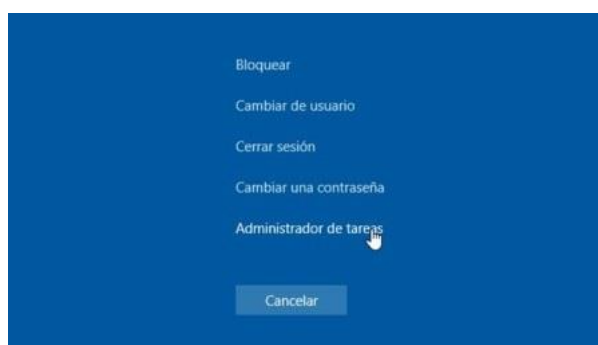 Bloquear
Cambiar de usuario
Cerrar sesión
Cambiar una contraseña
Administrador de tareas
Cancelar